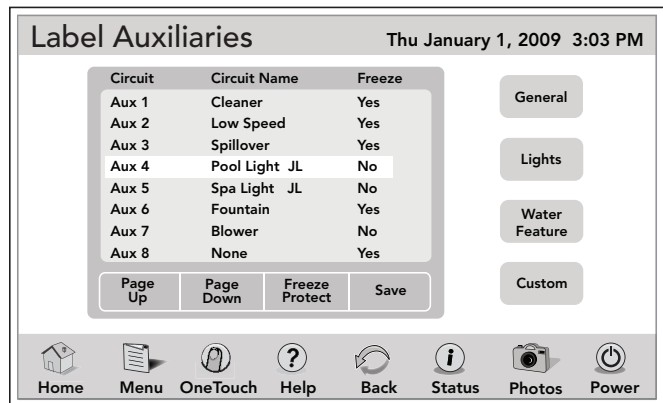 Label Auxiliaries Thu January 1, 2009 3:03 PM
Circuit Circuit Name Freeze
Aux 1 Cleaner Yes
Aux 2 Low Speed Yes
Aux 3 Spillover Yes
Aux 4 Pool Light JL No
Aux 5 Spa Light JL No
Aux 6 Fountain Yes
Aux 7 Blower No
Aux 8 None Yes
Page Up Page Down Freeze Protect Save
General
Lights
Water
Feature
Custom
Home Menu OneTouch Help Back Status Photos Power